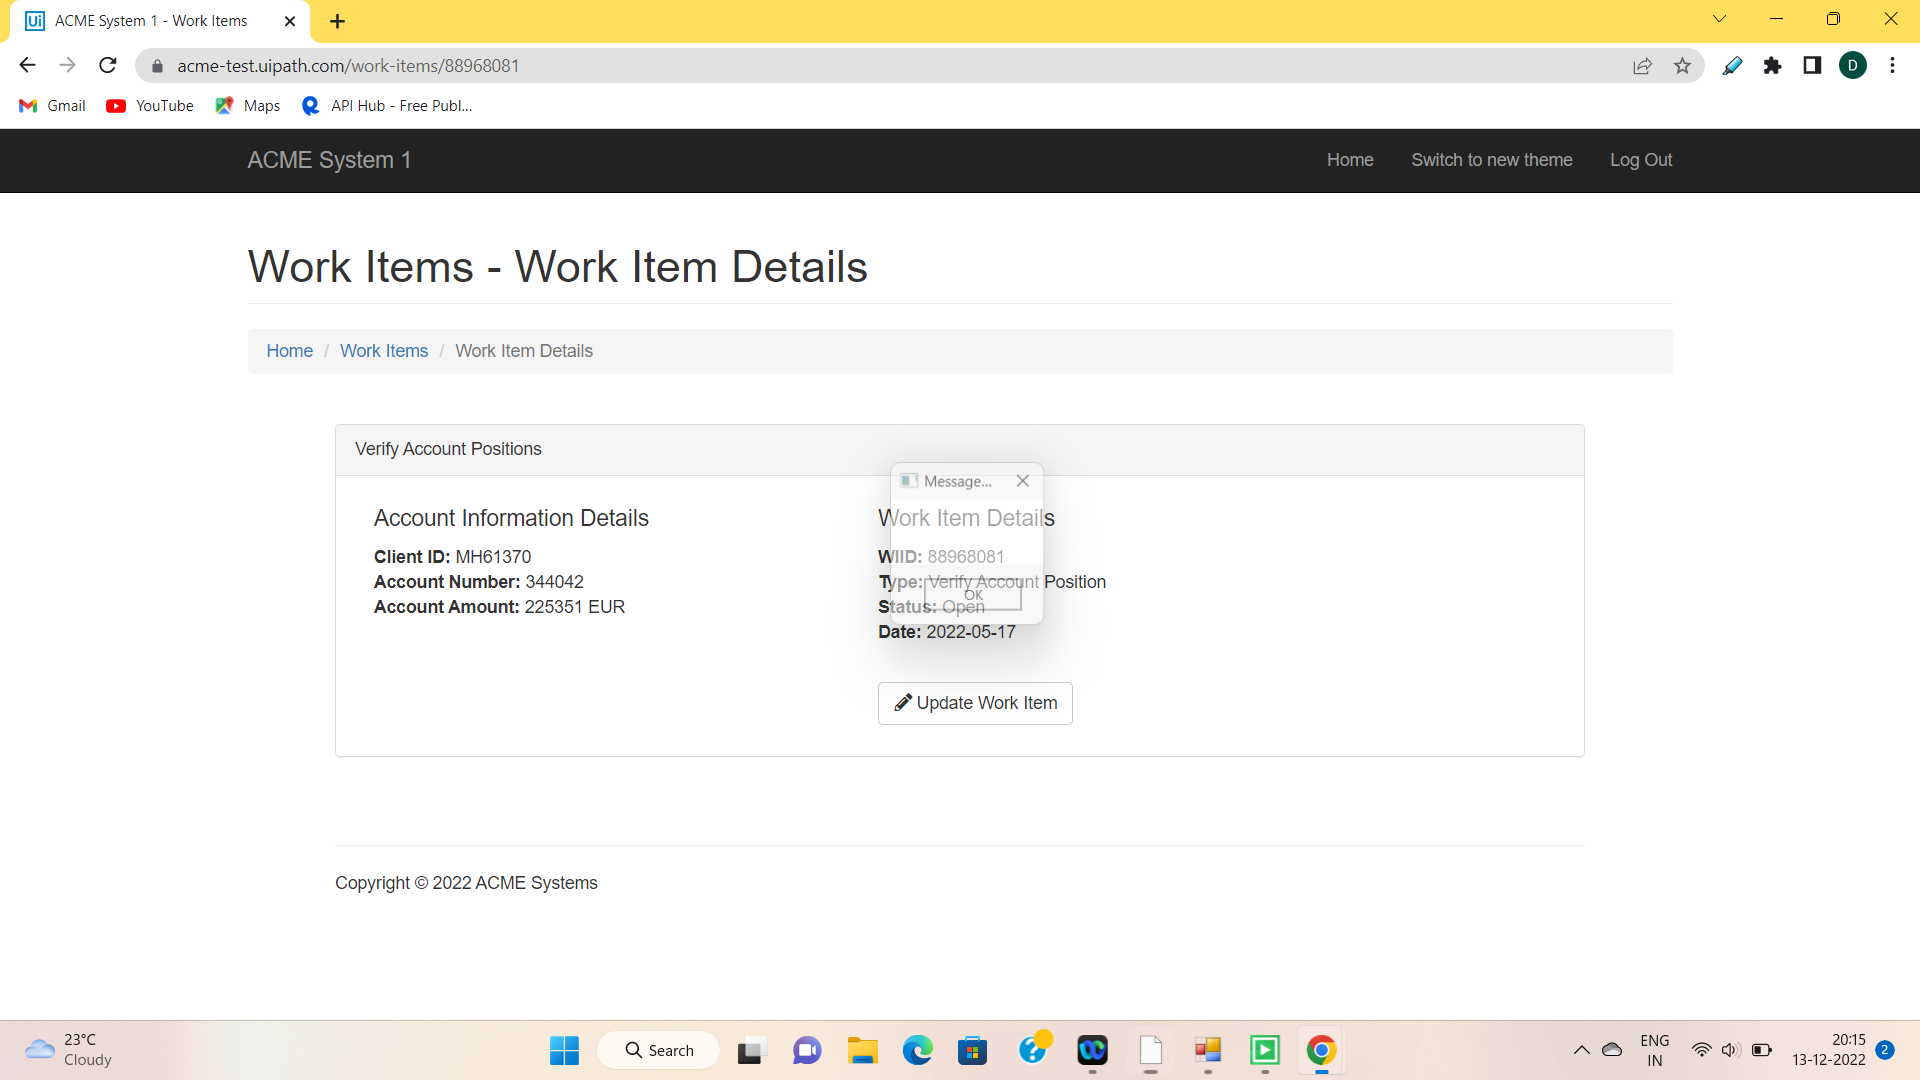 ACME System 1 - Work Items
acme-test.uipath.com/work-items/88968081
D
Gmail
YouTube
Maps
API Hub - Free Publ...
ACME System 1
Home
Switch to new theme
Log Out
Work Items - Work Item Details
Home / Work Items / Work Item Details
Verify Account Positions
Message...
Account Information Details
Client ID: MH61370
Account Number: 344042
Account Amount: 225351 EUR
Work Item Details
WIID: 88968081
Type: Verify Account Position
OK
Status: Open
Date: 2022-05-17
Update Work Item
Copyright © 2022 ACME Systems
23°C
Cloudy
Search
ENG
IN
20:15
13-12-2022
2